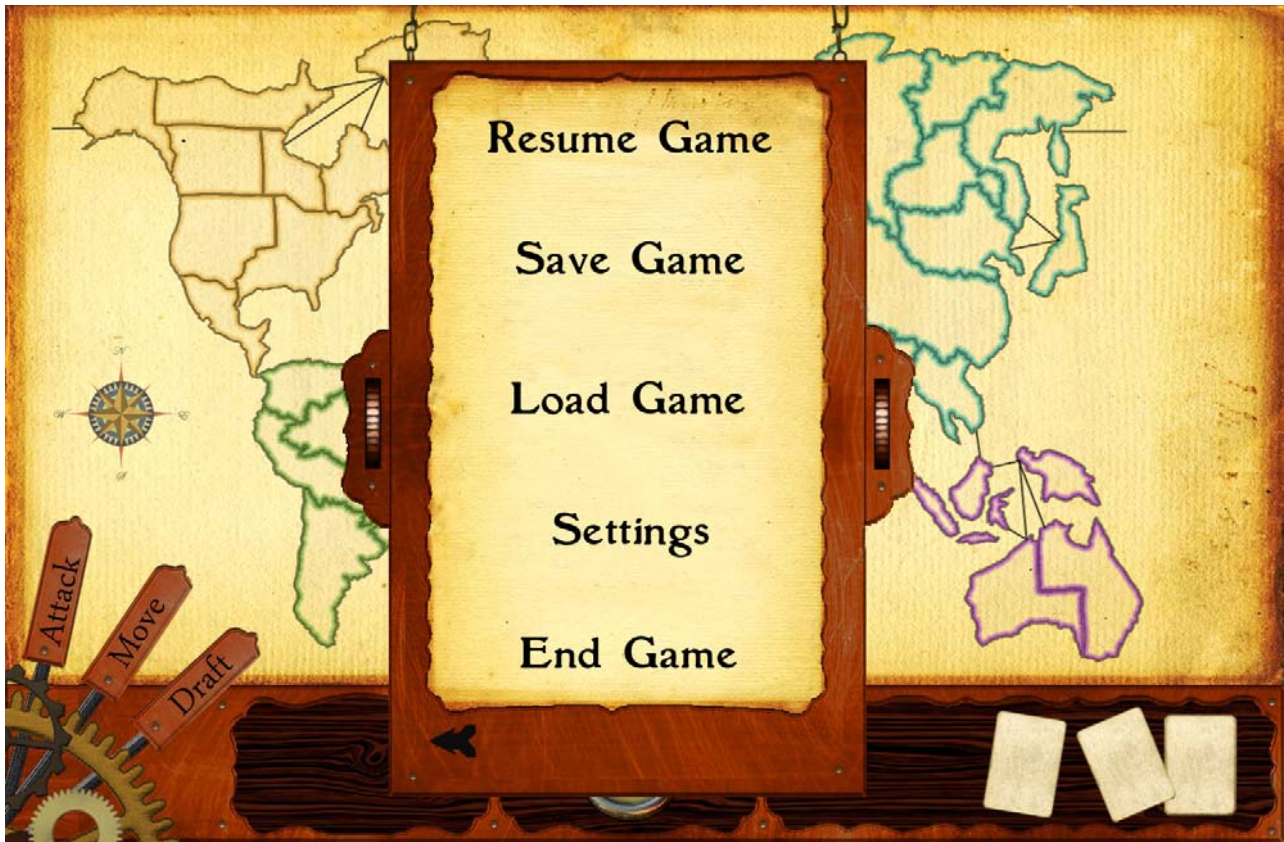 Resume Game
Save Game
Load Game
Settings
End Game
N
W
E
S
Attack
Move
Draft